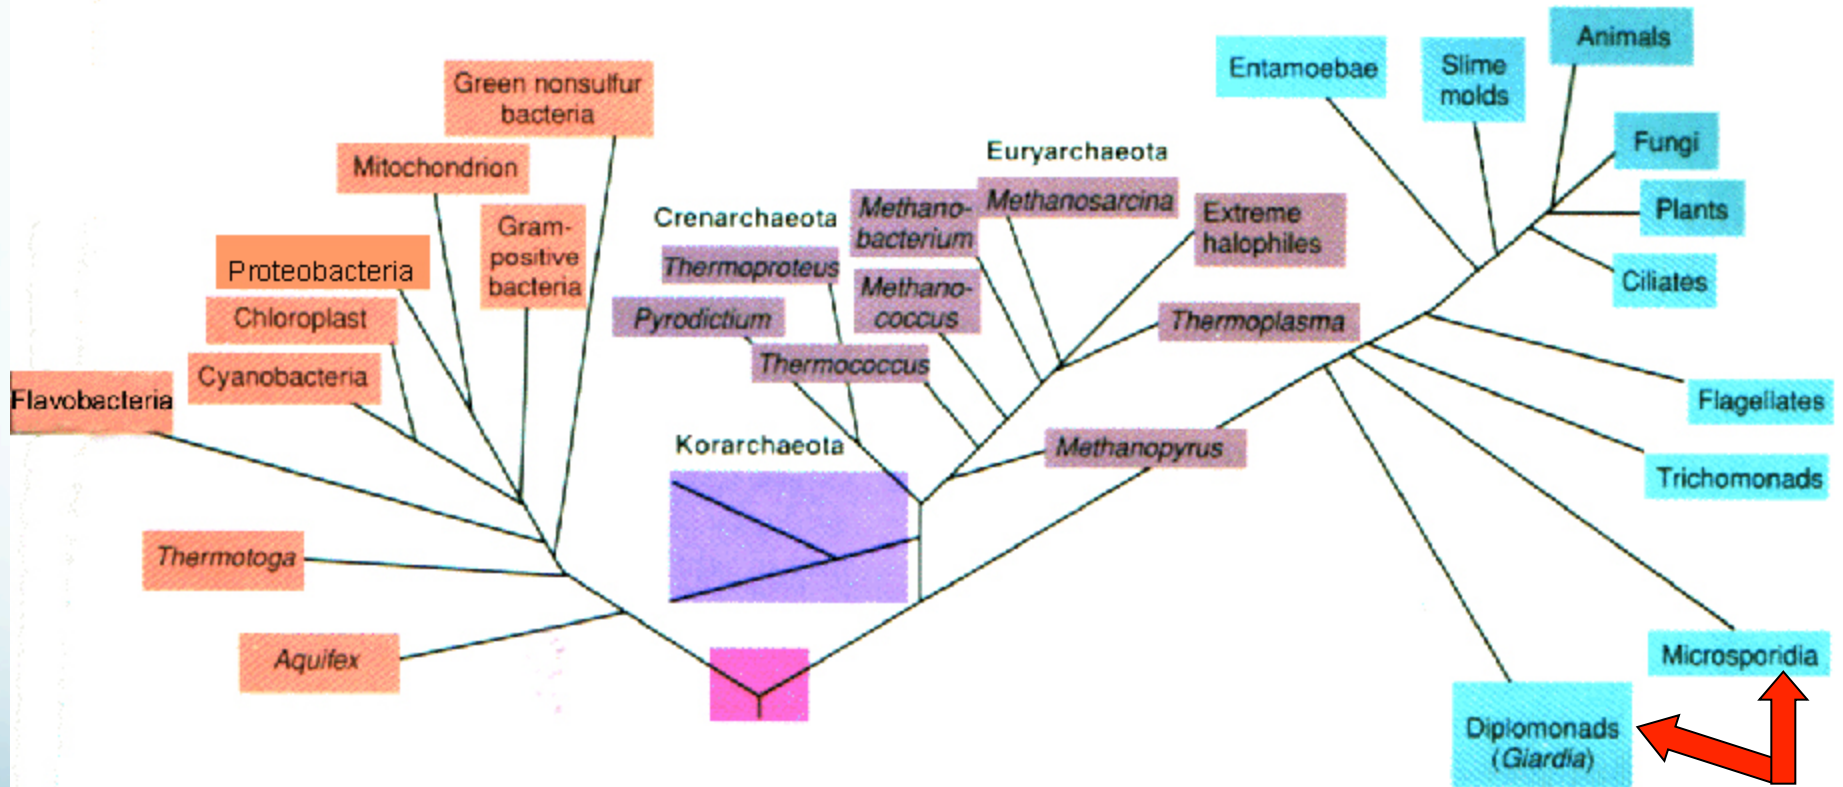 Green nonsulfur
bacteria
Mitochondrion
Gram-
positive
bacteria
Proteobacteria
Chloroplast
Cyanobacteria
Flavobacteria
Thermotoga
Aquifex
Crenarchaeota
Thermoproteus
Pyrodictium
Korarchaeota
Euryarchaeota
Methano-
bacterium
Methanosarcina
Methano-
coccus
Thermococcus
Extreme
halophiles
Thermoplasma
Methanopyrus
Entamoebae
Slime
molds
Animals
Fungi
Plants
Ciliates
Flagellates
Trichomonads
Microsporidia
Diplomonads
(Giardia)